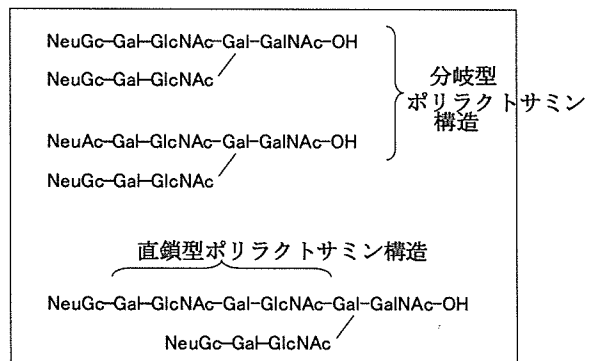 NeuGc-Gal-GlcNAc-Gal-GalNAc-OH
NeuGc-Gal-GlcNAc
NeuAc-Gal-GlcNAc-Gal-GalNAc-OH
NeuGc-Gal-GlcNAc
分岐型
ポリラクトサミン
構造
直鎖型ポリラクトサミン構造
NeuGc-Gal-GlcNAc-Gal-GlcNAc-Gal-GalNAc-OH
NeuGc-Gal-GlcNAc